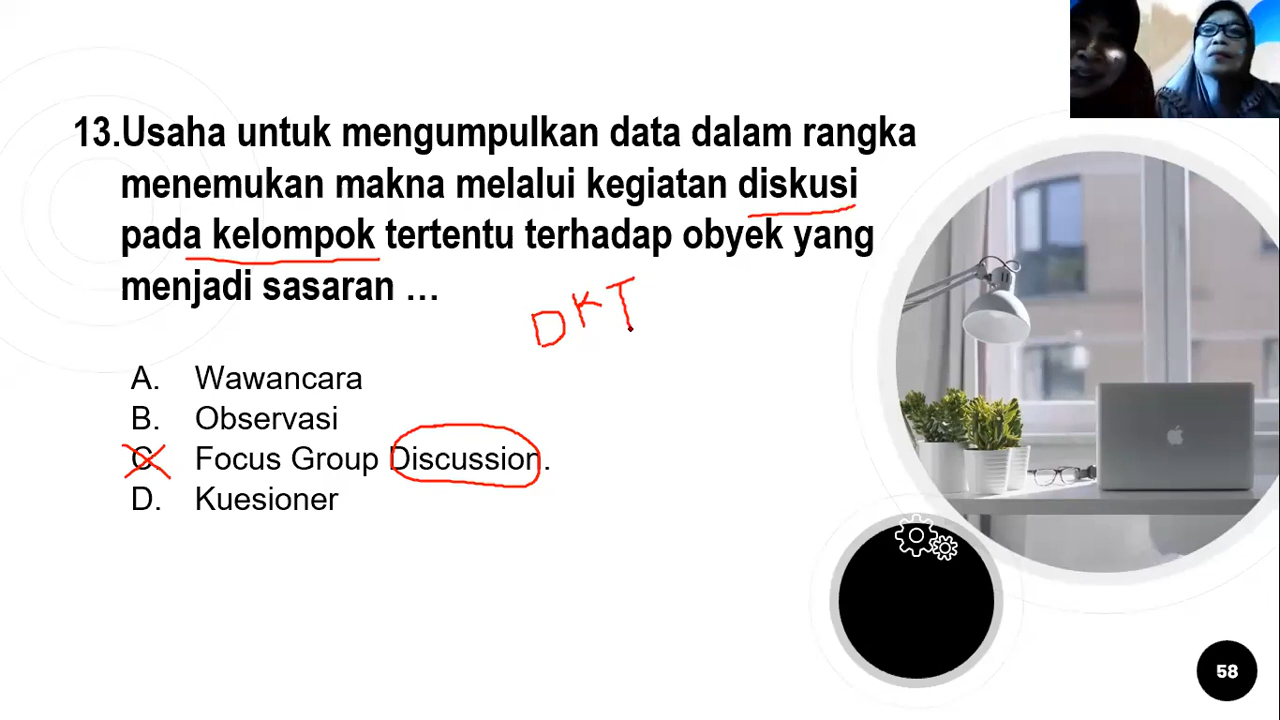 13.Usaha untuk mengumpulkan data dalam rangka
menemukan makna melalui kegiatan diskusi
pada kelompok tertentu terhadap obyek yang
menjadi sasaran ...
DKT
A. Wawancara
B. Observasi
C. Focus Group Discussion.
D. Kuesioner
58